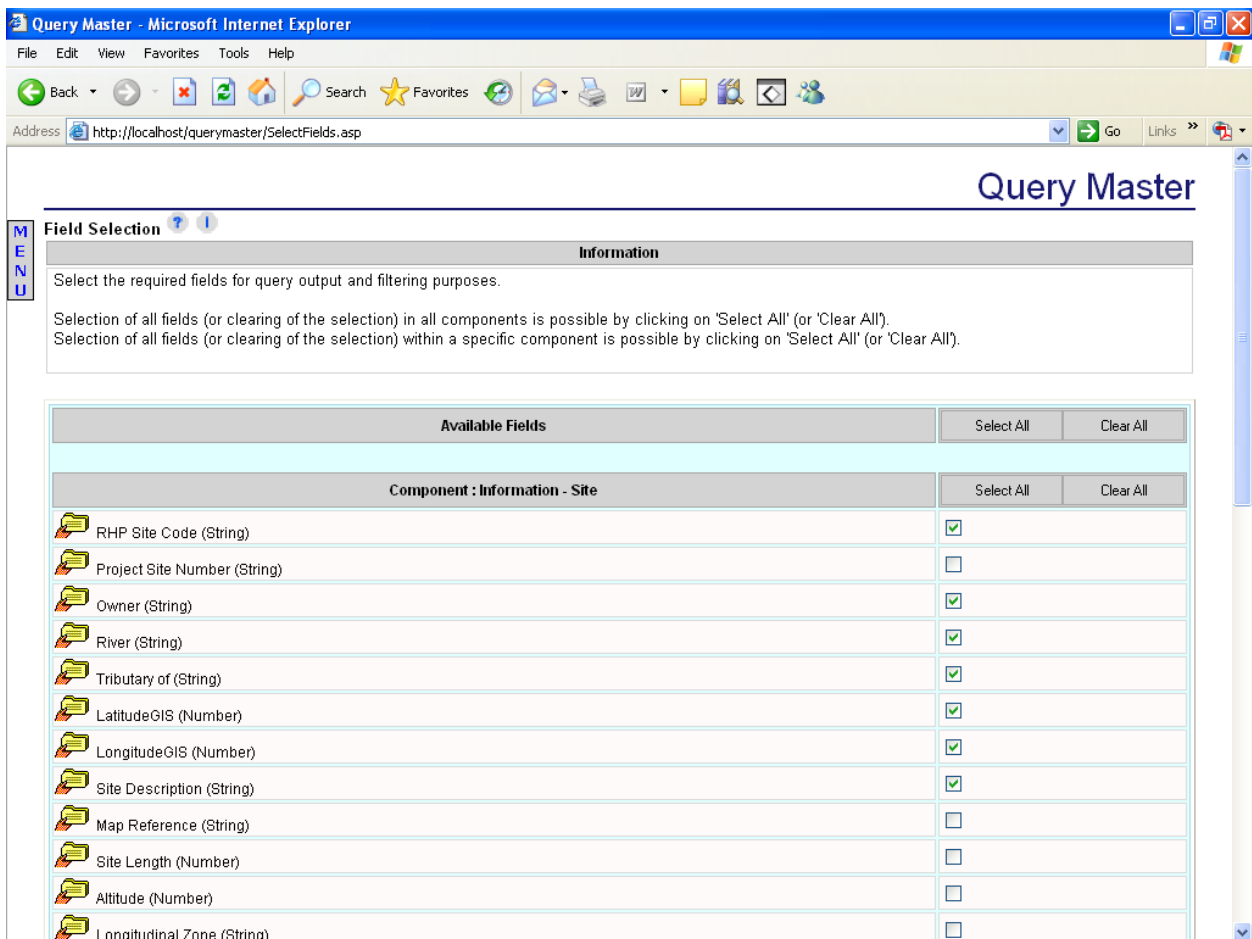 Query Master - Microsoft Internet Explorer
File Edit View Favorites Tools Help
Back Search Favorites
Address http://localhost/querymaster/SelectFields.asp Go Links »
Query Master
MENU
Field Selection ? I
Information
Select the required fields for query output and filtering purposes.
Selection of all fields (or clearing of the selection) in all components is possible by clicking on 'Select All' (or 'Clear All').
Selection of all fields (or clearing of the selection) within a specific component is possible by clicking on 'Select All' (or 'Clear All').
Available Fields Select All Clear All
Component : Information - Site Select All Clear All
RHP Site Code (String)
Project Site Number (String)
Owner (String)
River (String)
Tributary of (String)
LatitudeGIS (Number)
LongitudeGIS (Number)
Site Description (String)
Map Reference (String)
Site Length (Number)
Altitude (Number)
Longitudinal Zone (String)